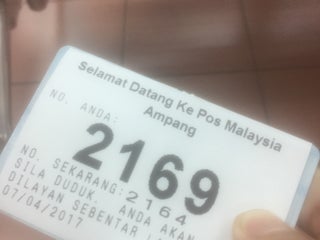 Selamat Datang Ke Pos Malaysia
Ampang
NO. ANDA:
2169
NO. SEKARANG:2164
SILA DUDUK. ANDA AKAN
DILAYAN SEBENTAR
07/04/2017